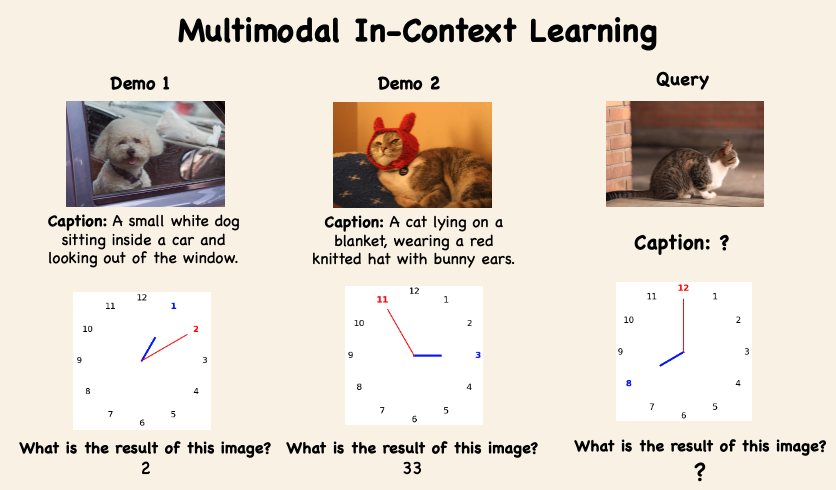 Multimodal In-Context Learning
Demo 1
Demo 2
Query
Caption: A small white dog
sitting inside a car and
looking out of the window.
Caption: A cat lying on a
blanket, wearing a red
knitted hat with bunny ears.
Caption: ?
12
1
2
3
4
5
6
7
8
9
10
11
What is the result of this image?
2
12
1
2
3
4
5
6
7
8
9
10
11
What is the result of this image?
33
12
1
2
3
4
5
6
7
8
9
10
11
What is the result of this image?
?